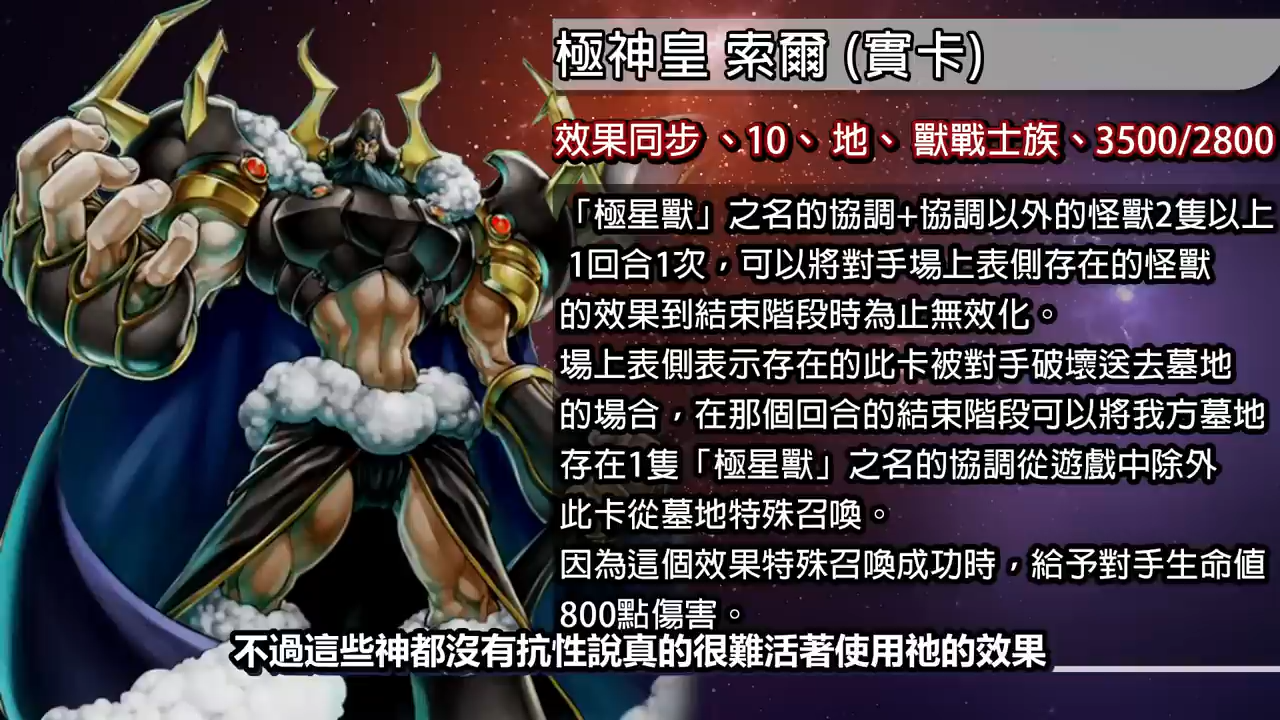 極神皇 索爾 (實卡)
效果同步 、10、 地、 獸戰士族、3500/2800
「極星獸」之名的協調+協調以外的怪獸2隻以上
1回合1次，可以將對手場上表側存在的怪獸
的效果到結束階段時為止無效化。
場上表側表示存在的此卡被對手破壞送去墓地
的場合，在那個回合的結束階段可以將我方墓地
存在1隻「極星獸」之名的協調從遊戲中除外
此卡從墓地特殊召喚。
因為這個效果特殊召喚成功時，給予對手生命值
800點傷害。
不過這些神都沒有抗性說真的很難活著使用祂的效果